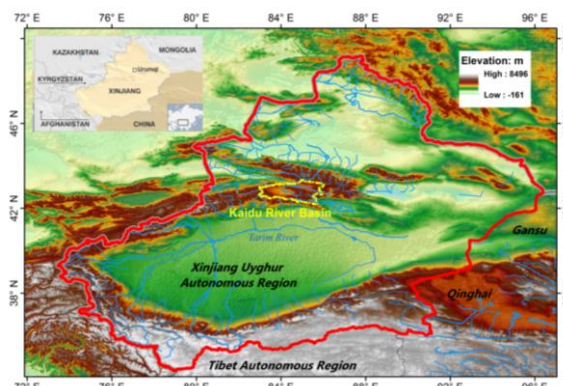 72° E 76° E 80° E 84° E 88° E 92° E 96° E
KAZAKHSTAN
MONGOLIA
Urumqi
KYRGYZSTAN
XINJIANG
AFGHANISTAN
CHINA
Elevation: m
High : 8496
Low : -161
46° N
42° N
38° N
Kaidu River Basin
Tarim River
Xinjiang Uyghur
Autonomous Region
Gansu
Qinghai
Tibet Autonomous Region